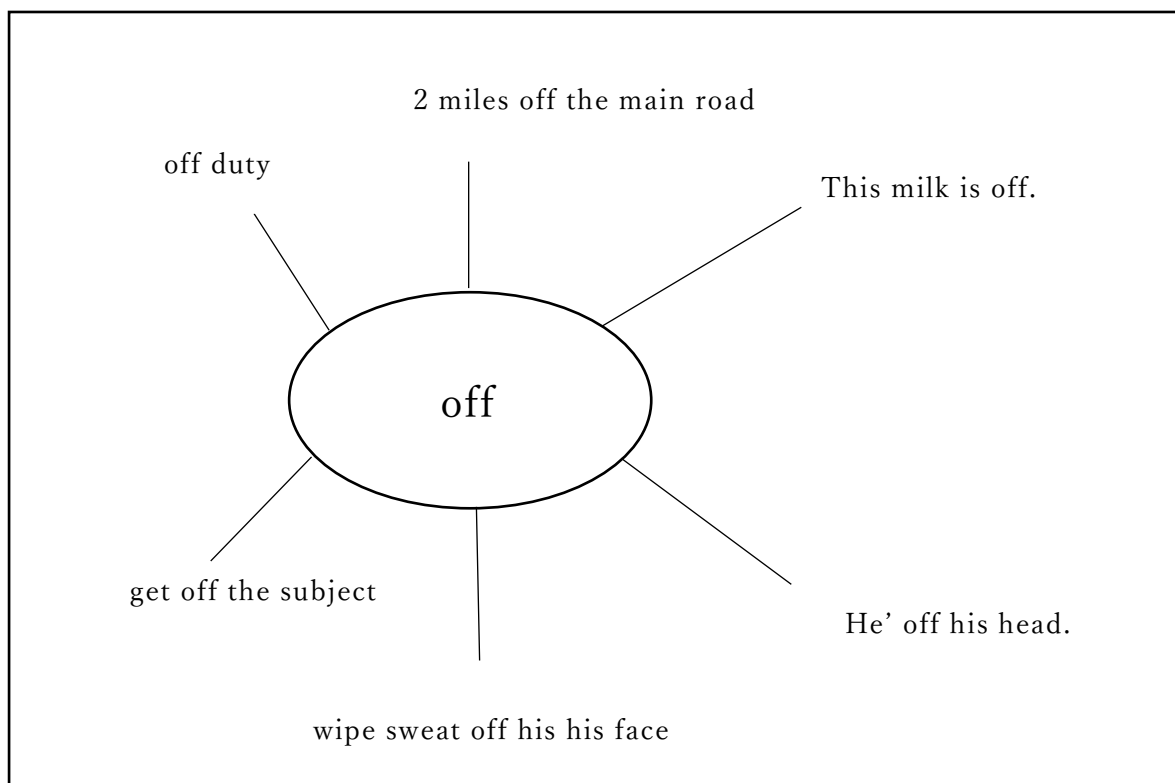 2 miles off the main road
off duty
This milk is off.
off
get off the subject
He’ off his head.
wipe sweat off his his face